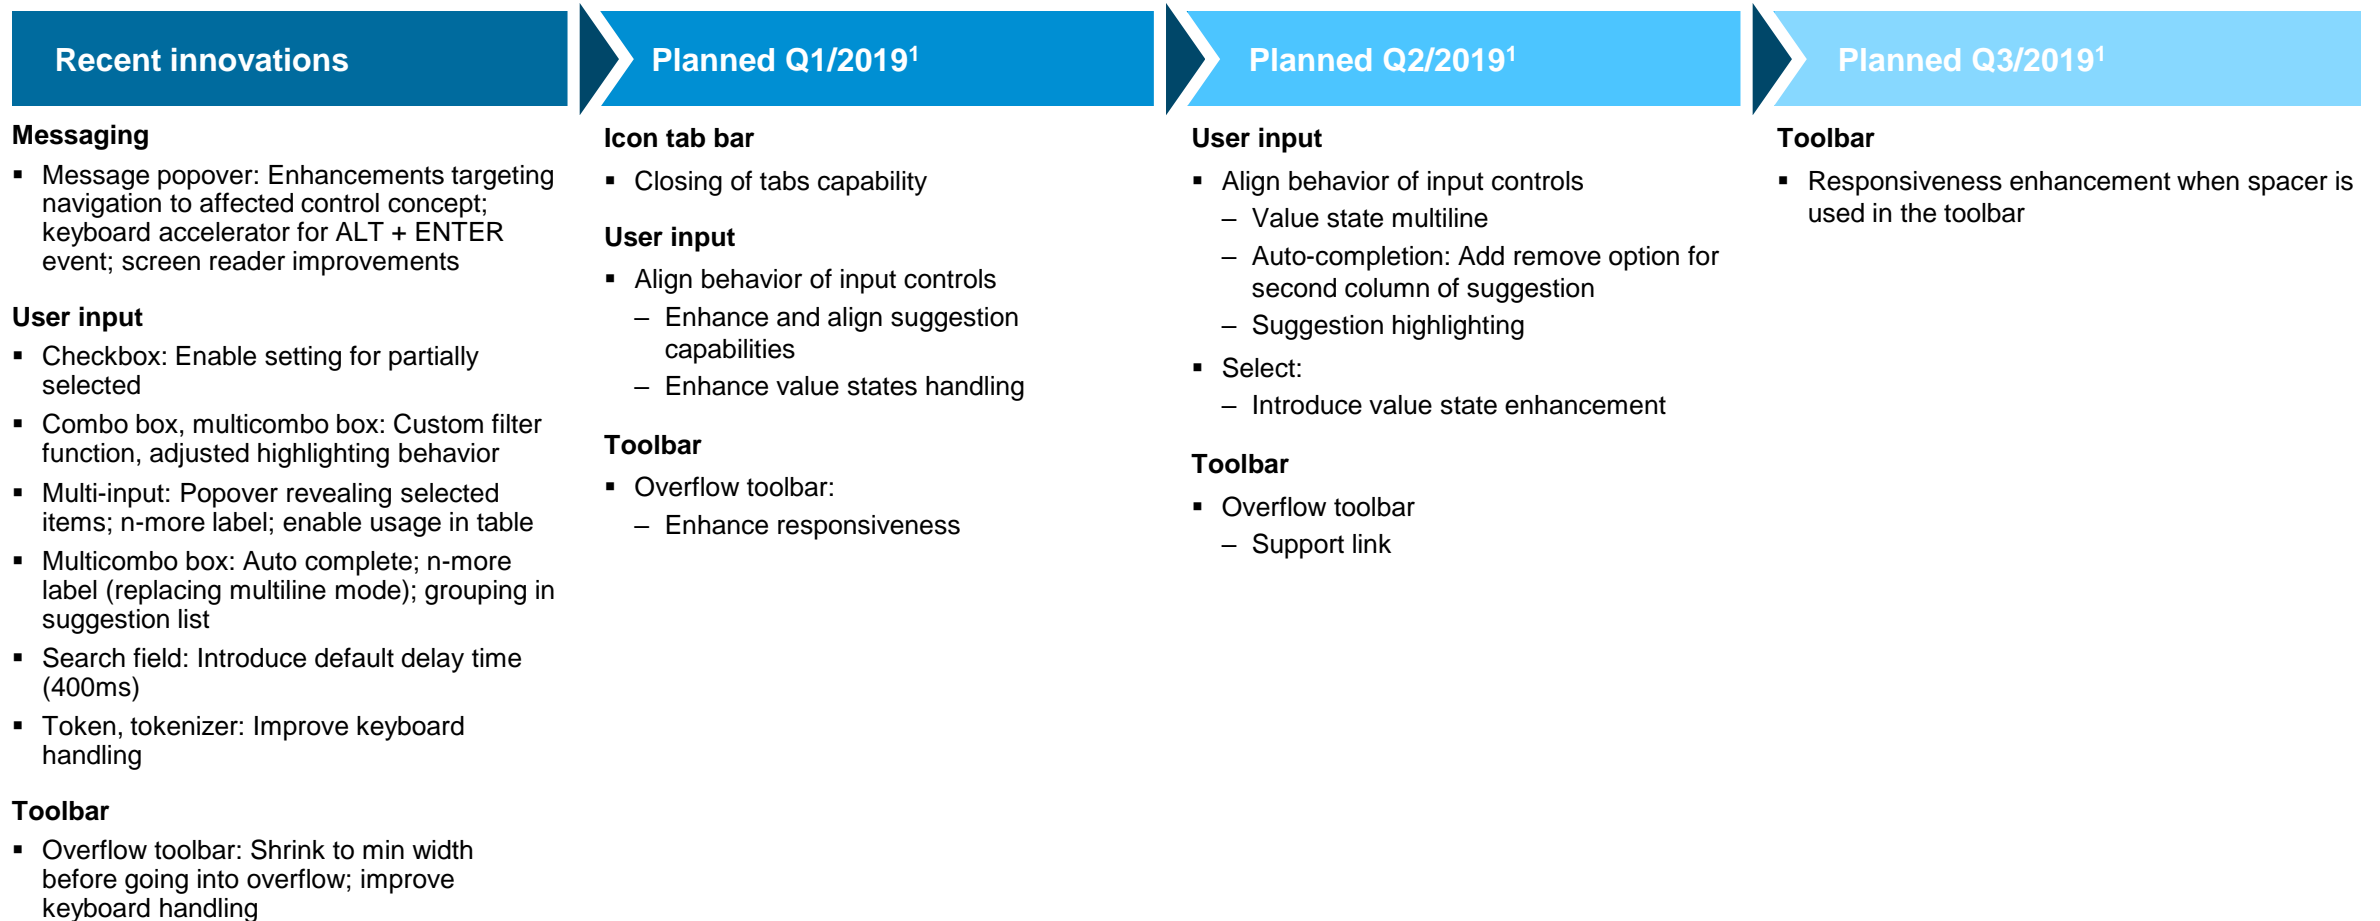 Recent innovations
Messaging
▪ Message popover: Enhancements targeting
navigation to affected control concept;
keyboard accelerator for ALT + ENTER
event; screen reader improvements
User input
▪ Checkbox: Enable setting for partially
selected
▪ Combo box, multicombo box: Custom filter
function, adjusted highlighting behavior
▪ Multi-input: Popover revealing selected
items; n-more label; enable usage in table
▪ Multicombo box: Auto complete; n-more
label (replacing multiline mode); grouping in
suggestion list
▪ Search field: Introduce default delay time
(400ms)
▪ Token, tokenizer: Improve keyboard
handling
Toolbar
▪ Overflow toolbar: Shrink to min width
before going into overflow; improve
keyboard handling
Planned Q1/2019¹
Icon tab bar
▪ Closing of tabs capability
User input
▪ Align behavior of input controls
– Enhance and align suggestion
capabilities
– Enhance value states handling
Toolbar
▪ Overflow toolbar:
– Enhance responsiveness
Planned Q2/2019¹
User input
▪ Align behavior of input controls
– Value state multiline
– Auto-completion: Add remove option for
second column of suggestion
– Suggestion highlighting
▪ Select:
– Introduce value state enhancement
Toolbar
▪ Overflow toolbar
– Support link
Planned Q3/2019¹
Toolbar
▪ Responsiveness enhancement when spacer is
used in the toolbar